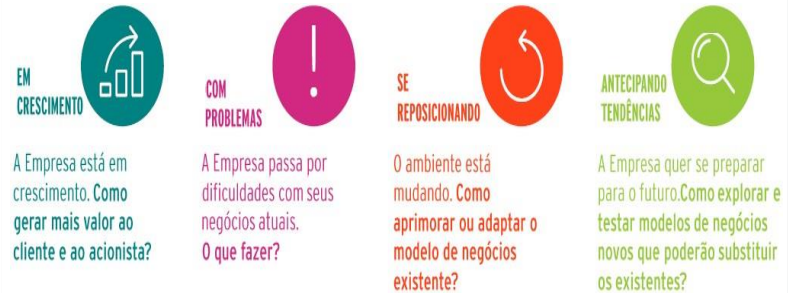 EM
CRESCIMENTO
A Empresa está em
crescimento. Como
gerar mais valor ao
cliente e ao acionista?
COM
PROBLEMAS
A Empresa passa por
dificuldades com seus
negócios atuais.
O que fazer?
SE
REPOSICIONANDO
O ambiente está
mudando. Como
aprimorar ou adaptar o
modelo de negócios
existente?
ANTECIPANDO
TENDÊNCIAS
A Empresa quer se preparar
para o futuro.Como explorar e
testar modelos de negócios
novos que poderão substituir
os existentes?